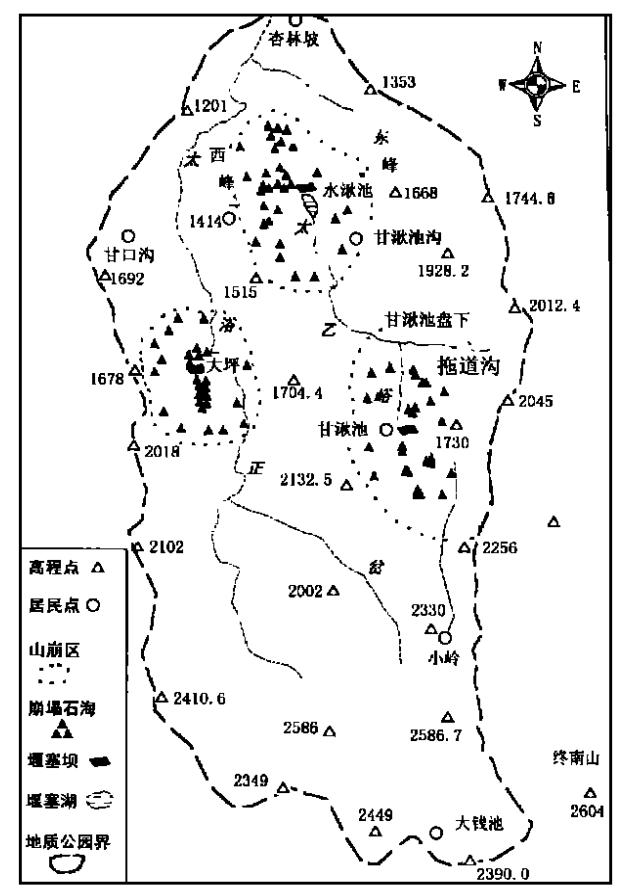 杏林坡
N
W E
S
1353
1201
太
西
峰
东
峰
水湫池
1668
1744.8
太
1414
甘湫池沟
甘口沟
1928.2
1692
1515
2012.4
浴
乙
甘湫池盘下
大坪
拖道沟
1678
1704.4
峪
2045
甘湫池
1730
2018
正
2132.5
2102
2256
高程点
2002
岔
居民点
2330
山崩区
小岭
2410.6
崩塌石海
2586
2586.7
堰塞坝
终南山
2349
堰塞湖
2604
2449
大钱池
地质公园界
2390.0